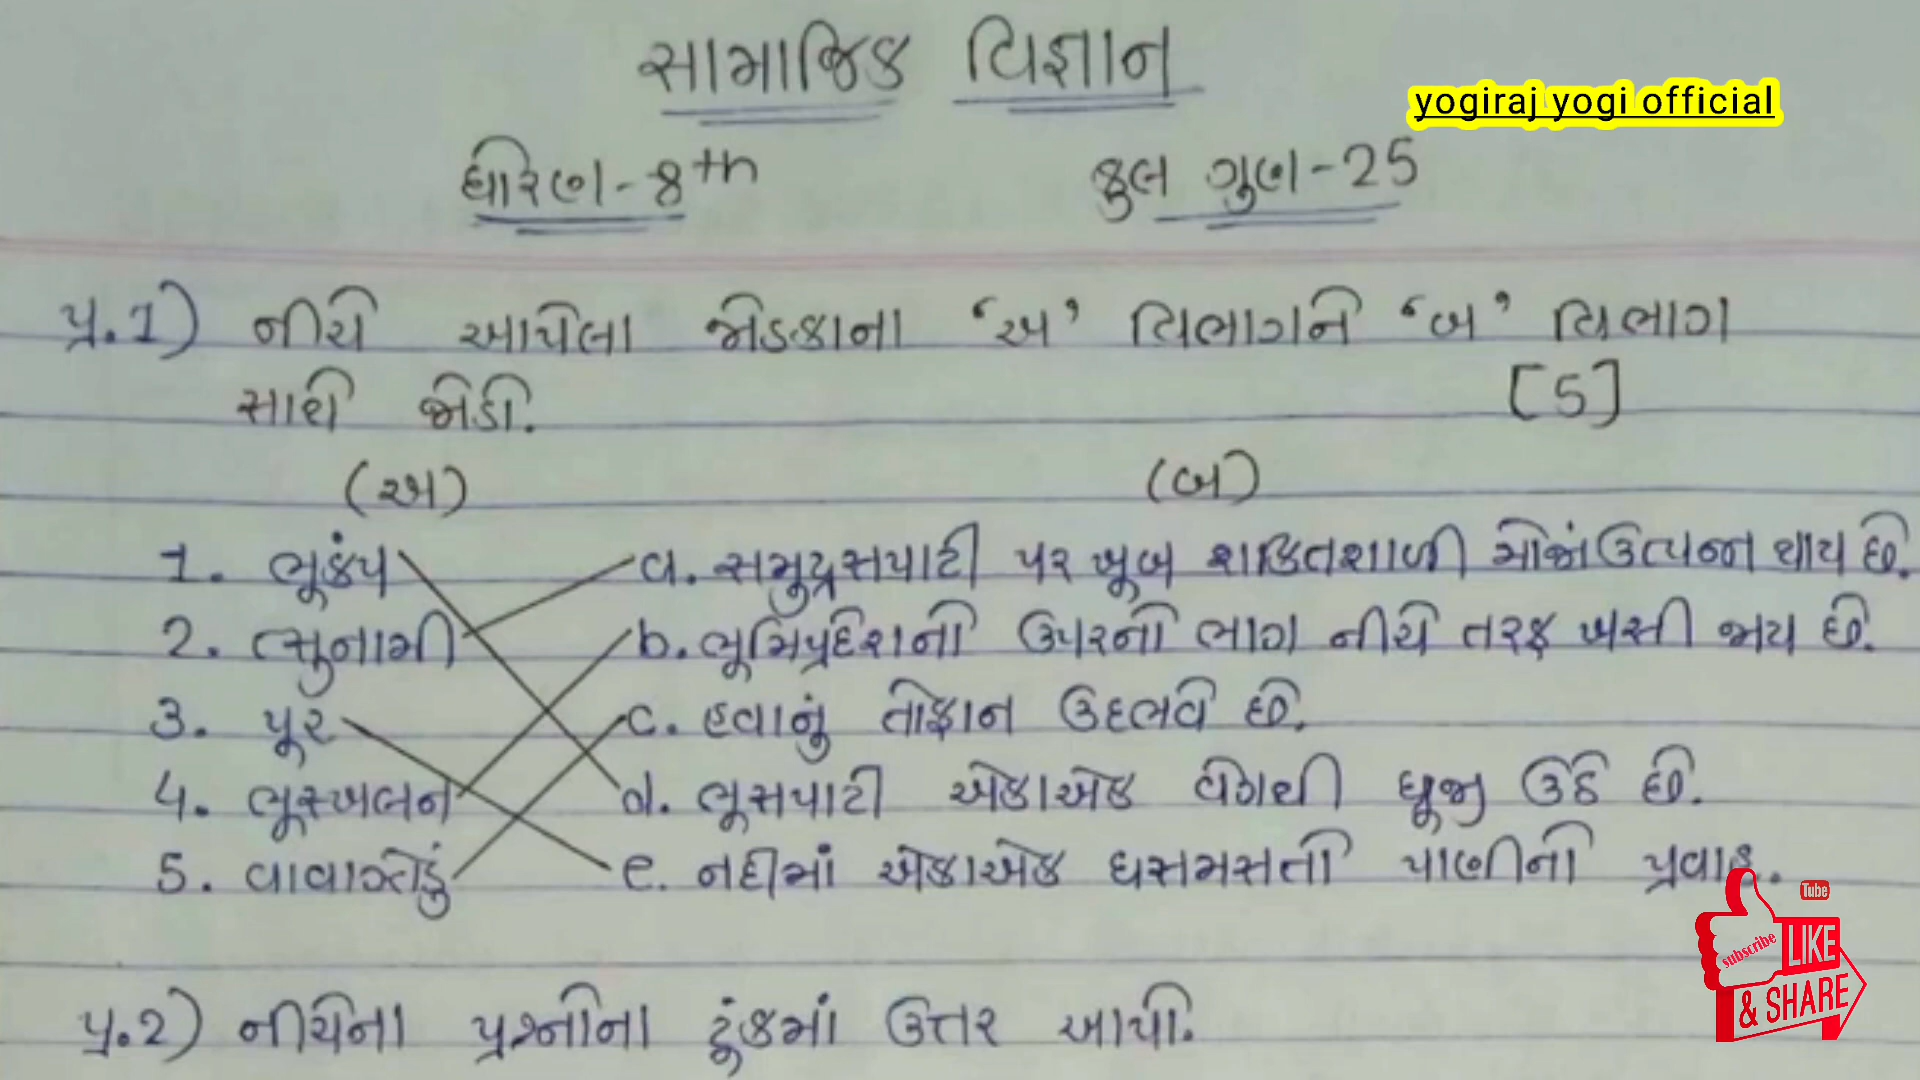 સામાજિક વિજ્ઞાન
yogiraj yogi official
ધોરણ-8th કુલ ગુણ-25
પ્ર.1) નીચે આપેલા જોડકાના ‘અ’ વિભાગને ‘બ’ વિભાગ
સાથે જોડો. [5]
(અ) (બ)
1. ભૂકંપ a. સમુદ્રસપાટી પર ખૂબ શક્તિશાળી મોજાં ઉત્પન્ન થાય છે.
2. ત્સુનામી b. ભૂમિપ્રદેશનો ઉપરનો ભાગ નીચે તરફ ખસી જાય છે.
3. પૂર c. હવાનું તોફાન ઉદભવે છે.
4. ભૂસ્ખલન d. ભૂસપાટી એકાએક વેગથી ધ્રૂજી ઉઠે છે.
5. વાવાઝોડું e. નદીમાં એકાએક ધસમસતો પાણીનો પ્રવાહ.
Tube
subscribe LIKE
& SHARE
પ્ર.2) નીચેના પ્રશ્નોના ટૂંકમાં ઉત્તર આપો.